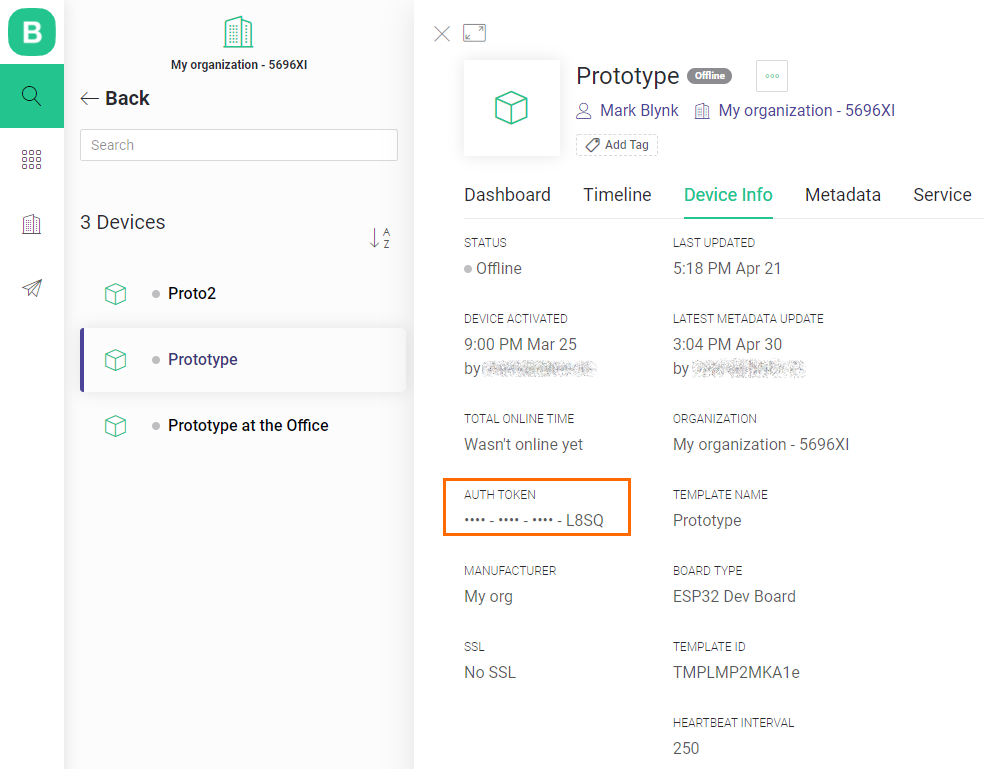 B
My organization - 5696XI
Back
Search
3 Devices
A
Z
Proto2
Prototype
Prototype at the Office
Prototype Offline
Mark Blynk My organization - 5696XI
Add Tag
Dashboard Timeline Device Info Metadata Service
STATUS
Offline
LAST UPDATED
5:18 PM Apr 21
DEVICE ACTIVATED
9:00 PM Mar 25
by
LATEST METADATA UPDATE
3:04 PM Apr 30
by
TOTAL ONLINE TIME
Wasn't online yet
ORGANIZATION
My organization - 5696XI
AUTH TOKEN
•••• - •••• - •••• - L8SQ
TEMPLATE NAME
Prototype
MANUFACTURER
My org
BOARD TYPE
ESP32 Dev Board
SSL
No SSL
TEMPLATE ID
TMPLMP2MKA1e
HEARTBEAT INTERVAL
250